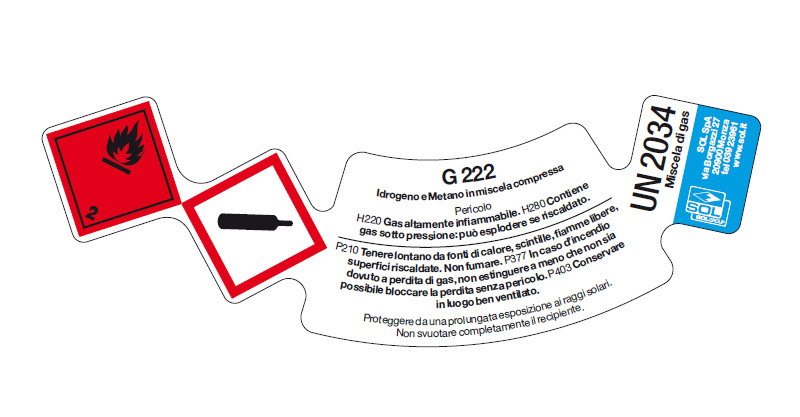 2
G 222
Idrogeno e Metano in miscela compressa
Pericolo
H220 Gas altamente infiammabile. H280 Contiene
gas sotto pressione: può esplodere se riscaldato.
P210 Tenere lontano da fonti di calore, scintille, fiamme libere,
superfici riscaldate. Non fumare. P377 In caso d'incendio
dovuto a perdita di gas, non estinguere a meno che non sia
possibile bloccare la perdita senza pericolo. P403 Conservare
in luogo ben ventilato.
Proteggere da una prolungata esposizione ai raggi solari.
Non svuotare completamente il recipiente.
UN 2034
Miscela di gas
SOL SpA
via Borgazzi 27
20900 Monza
tel 039 23961
www.sol.it
SOL
SOLGROUP